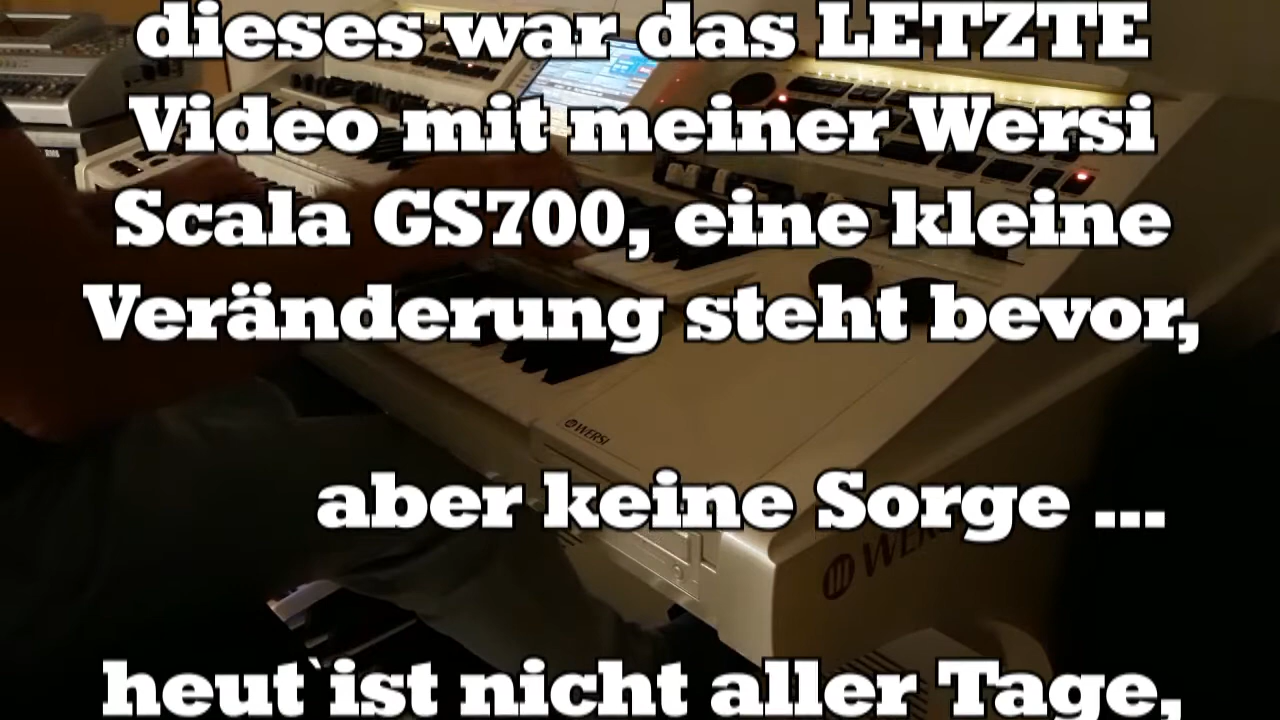 dieses war das LETZTE
Video mit meiner Wersi
Scala GS700, eine kleine
Veränderung steht bevor,
WERSI
aber keine Sorge ...
WER
heut`ist nicht aller Tage,